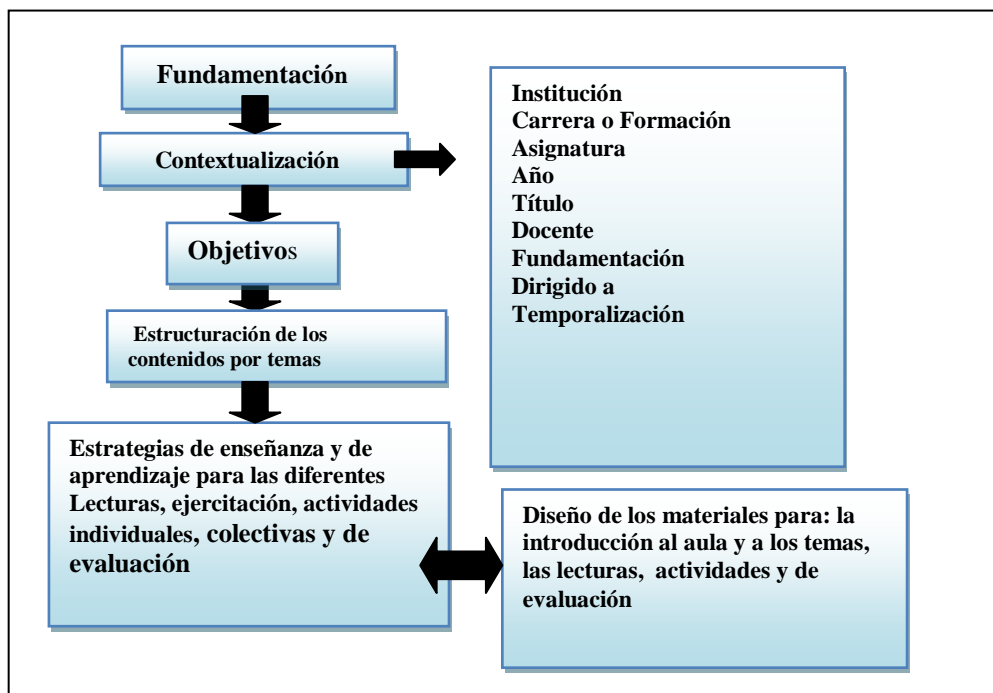 Fundamentación
Contextualización
Objetivos
Estructuración de los
contenidos por temas
Estrategias de enseñanza y de
aprendizaje para las diferentes
Lecturas, ejercitación, actividades
individuales, colectivas y de
evaluación
Institución
Carrera o Formación
Asignatura
Año
Título
Docente
Fundamentación
Dirigido a
Temporalización
Diseño de los materiales para: la
introducción al aula y a los temas,
las lecturas, actividades y de
evaluación